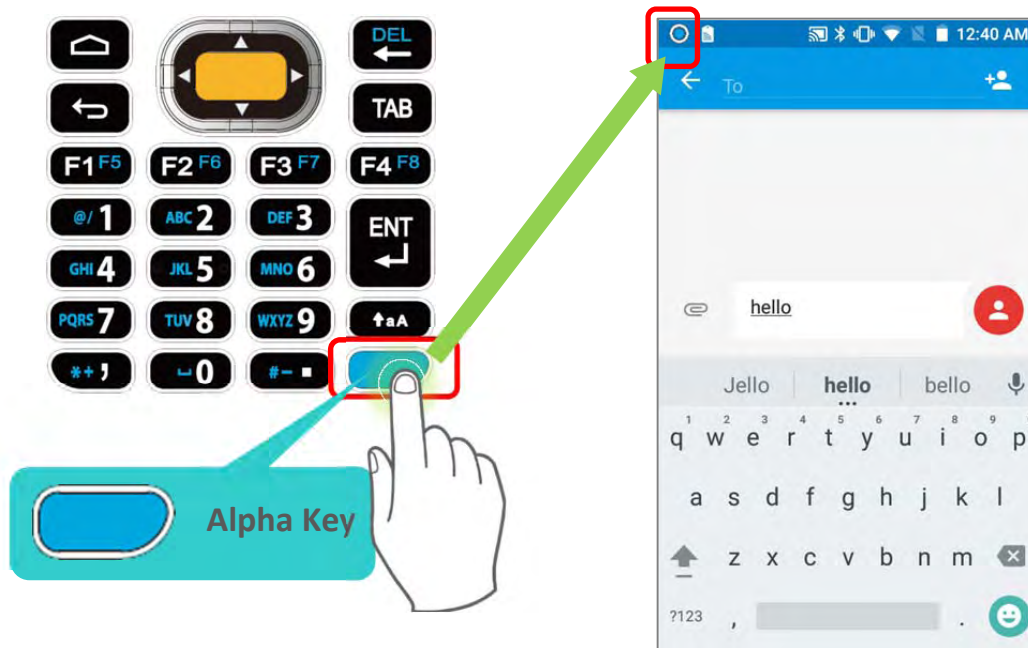 DEL
TAB
F1 F5 F2 F6 F3 F7 F4 F8
@/ 1 ABC 2 DEF 3 ENT
GHI 4 JKL 5 MNO 6
PQRS 7 TUV 8 WXYZ 9 aA
*+ , 0 #-
Alpha Key
12:40 AM
To
hello
Jello hello bello
1 2 3 4 5 6 7 8 9
q w e r t y u i o p
a s d f g h j k l
z x c v b n m
?123 , .